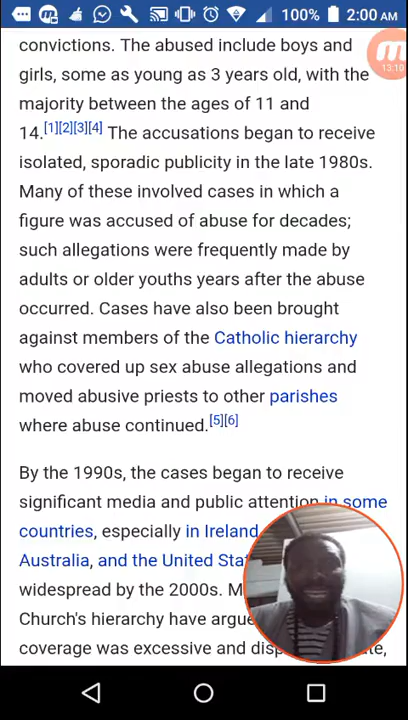 100% 2:00 AM
convictions. The abused include boys and
13:10
girls, some as young as 3 years old, with the
majority between the ages of 11 and
14.[1][2][3][4] The accusations began to receive
isolated, sporadic publicity in the late 1980s.
Many of these involved cases in which a
figure was accused of abuse for decades;
such allegations were frequently made by
adults or older youths years after the abuse
occurred. Cases have also been brought
against members of the Catholic hierarchy
who covered up sex abuse allegations and
moved abusive priests to other parishes
where abuse continued.[5][6]
By the 1990s, the cases began to receive
significant media and public attention in some
countries, especially in Ireland
Australia, and the United Sta
widespread by the 2000s. M
Church's hierarchy have argue
coverage was excessive and disp